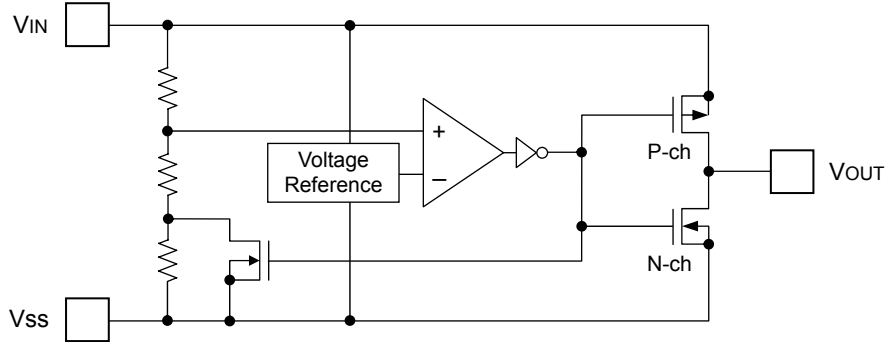 VIN
+
Voltage
Reference
−
P-ch
VOUT
N-ch
VSS